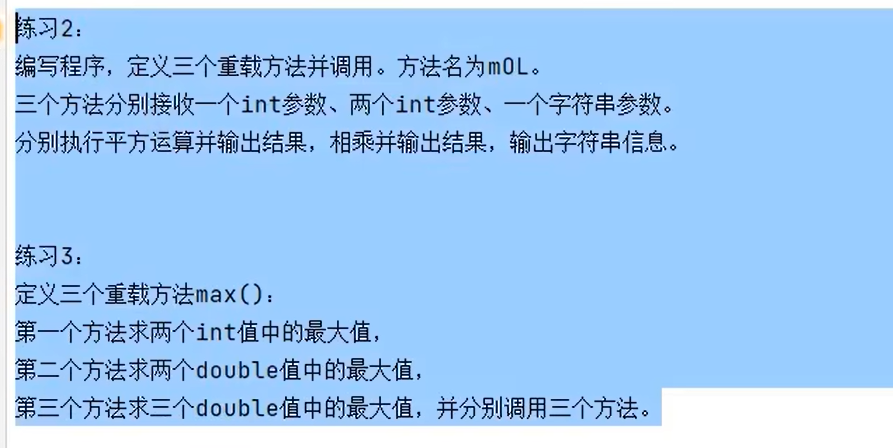 练习2：
编写程序，定义三个重载方法并调用。方法名为mOL。
三个方法分别接收一个int参数、两个int参数、一个字符串参数。
分别执行平方运算并输出结果，相乘并输出结果，输出字符串信息。
练习3：
定义三个重载方法max()：
第一个方法求两个int值中的最大值，
第二个方法求两个double值中的最大值，
第三个方法求三个double值中的最大值，并分别调用三个方法。